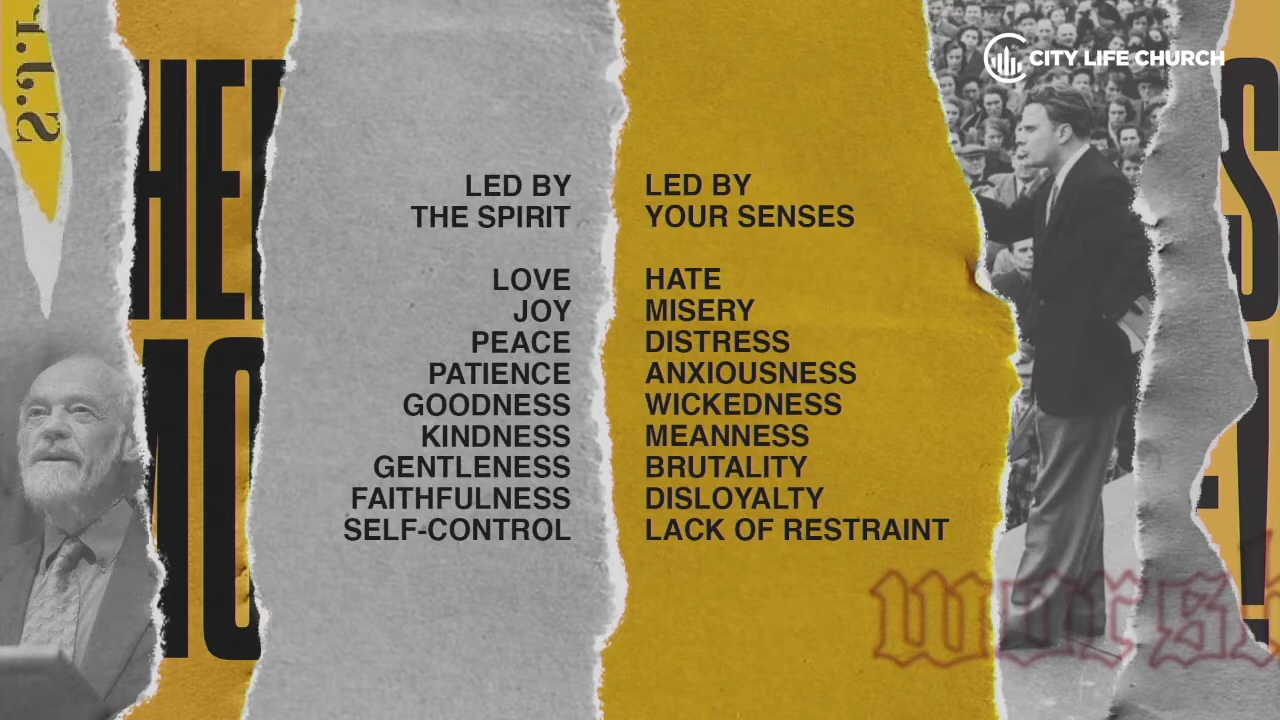 CITY LIFE CHURCH
LED BY
THE SPIRIT
LOVE
JOY
PEACE
PATIENCE
GOODNESS
KINDNESS
GENTLENESS
FAITHFULNESS
SELF-CONTROL
LED BY
YOUR SENSES
HATE
MISERY
DISTRESS
ANXIOUSNESS
WICKEDNESS
MEANNESS
BRUTALITY
DISLOYALTY
LACK OF RESTRAINT